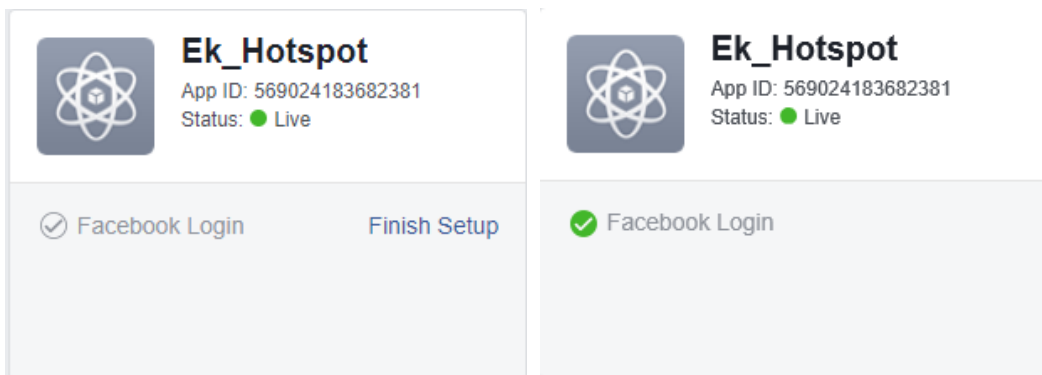 Ek_Hotspot
App ID: 569024183682381
Status: Live
Facebook Login Finish Setup
Ek_Hotspot
App ID: 569024183682381
Status: Live
Facebook Login